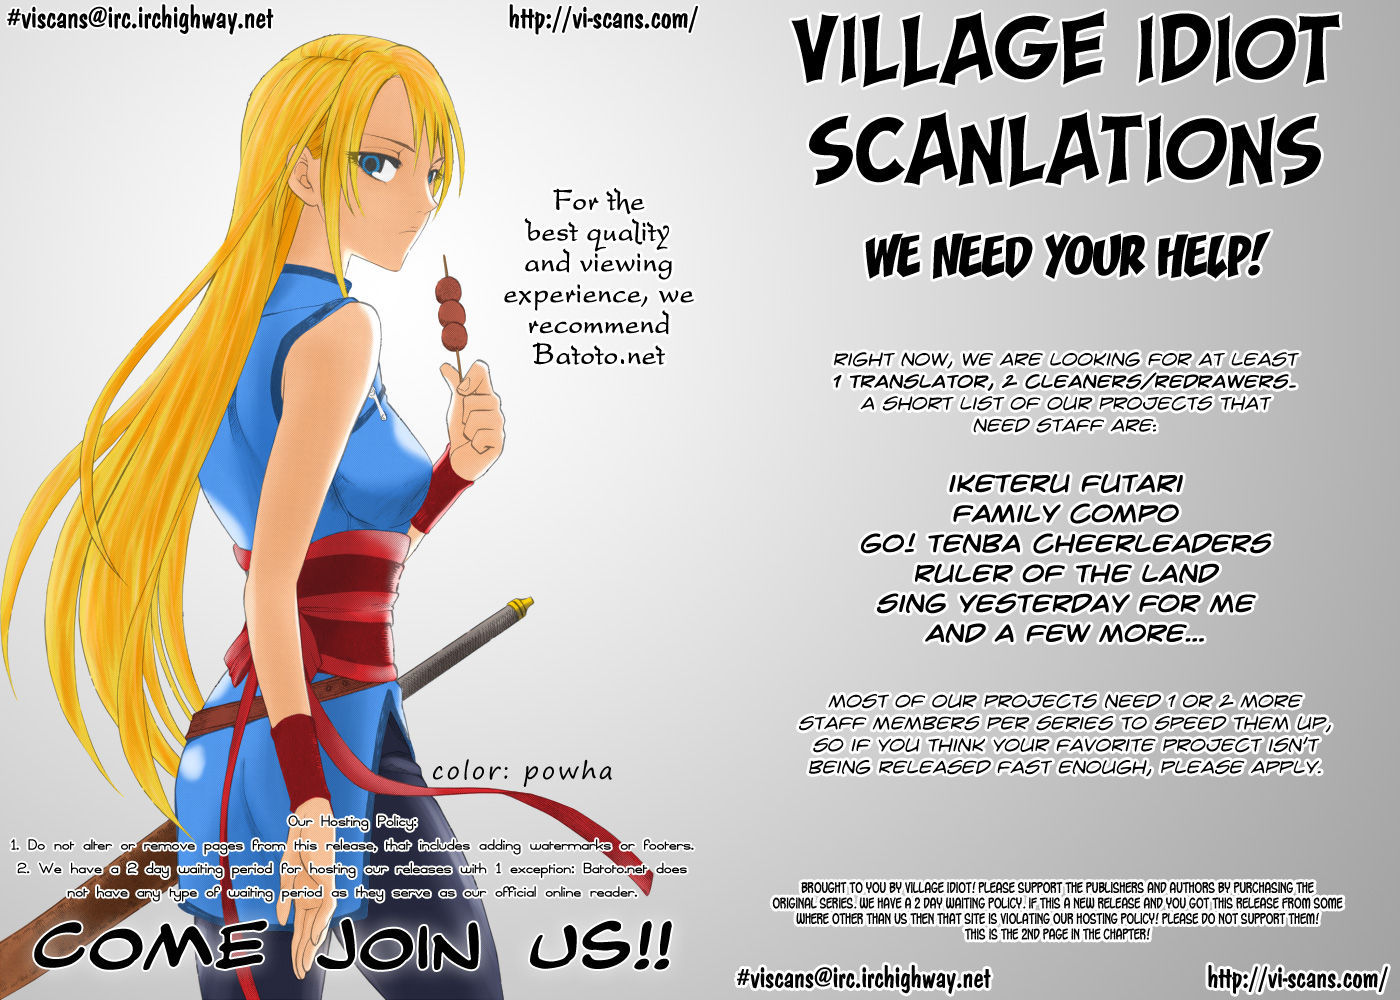 #viscans@irc.irchighway.net
http://vi-scans.com/
For the
best quality
and viewing
experience, we
recommend
Batoto.net
color: powha
Our Hosting Policy:
1. Do not alter or remove pages from this release, that includes adding watermarks or footers.
2. We have a 2 day waiting period for hosting our releases with 1 exception: Batoto.net does
not have any type of waiting period as they serve as our official online reader.
COME JOIN US!!
VILLAGE IDIOT
SCANLATIONS
WE NEED YOUR HELP!
RIGHT NOW, WE ARE LOOKING FOR AT LEAST
1 TRANSLATOR, 2 CLEANERS/REDRAWERS.
A SHORT LIST OF OUR PROJECTS THAT
NEED STAFF ARE:
IKETERU FUTARI
FAMILY COMPO
GO! TENBA CHEERLEADERS
RULER OF THE LAND
SING YESTERDAY FOR ME
AND A FEW MORE...
MOST OF OUR PROJECTS NEED 1 OR 2 MORE
STAFF MEMBERS PER SERIES TO SPEED THEM UP,
SO IF YOU THINK YOUR FAVORITE PROJECT ISN'T
BEING RELEASED FAST ENOUGH, PLEASE APPLY.
BROUGHT TO YOU BY VILLAGE IDIOT! PLEASE SUPPORT THE PUBLISHERS AND AUTHORS BY PURCHASING THE
ORIGINAL SERIES. WE HAVE A 2 DAY WAITING POLICY. IF THIS A NEW RELEASE AND YOU GOT THIS RELEASE FROM SOME
WHERE OTHER THAN US THEN THAT SITE IS VIOLATING OUR HOSTING POLICY! PLEASE DO NOT SUPPORT THEM!
THIS IS THE 2ND PAGE IN THE CHAPTER!
#viscans@irc.irchighway.net
http://vi-scans.com/